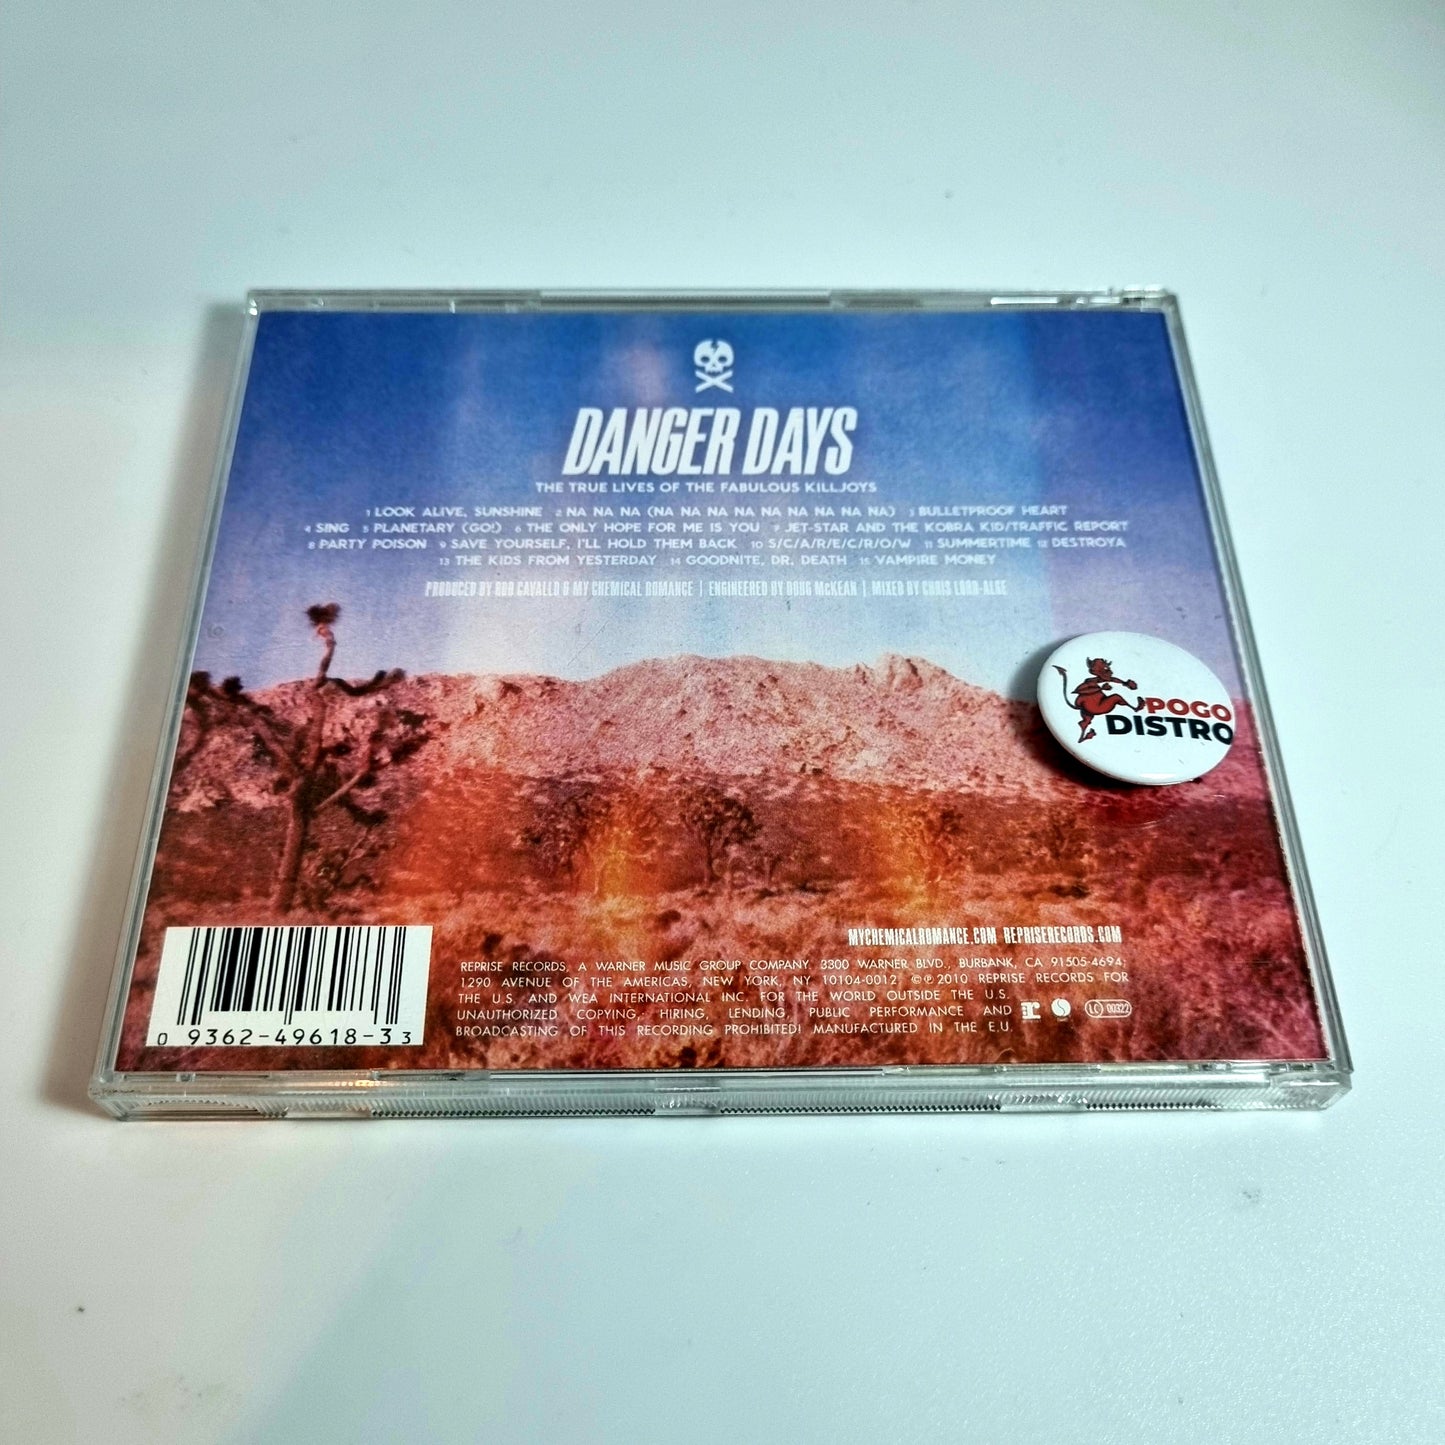 DANGER DAYS
THE TRUE LIVES OF THE FABULOUS KILLJOYS
1 LOOK ALIVE, SUNSHINE 2 NA NA NA (NA NA NA NA NA NA NA NA NA) 3 BULLETPROOF HEART
4 SING 5 PLANETARY (GO!) 6 THE ONLY HOPE FOR ME IS YOU 7 JET-STAR AND THE KOBRA KID/TRAFFIC REPORT
8 PARTY POISON 9 SAVE YOURSELF, I'LL HOLD THEM BACK 10 S/C/A/R/E/C/R/O/W 11 SUMMERTIME 12 DESTROYA
13 THE KIDS FROM YESTERDAY 14 GOODNITE, DR. DEATH 15 VAMPIRE MONEY
PRODUCED BY ROB CAVALLO & MY CHEMICAL ROMANCE | ENGINEERED BY DOUG McKEAN | MIXED BY CHRIS LORD-ALGE
POGO
DISTRO
MYCHEMICALROMANCE.COM REPRISERECORDS.COM
REPRISE RECORDS, A WARNER MUSIC GROUP COMPANY. 3300 WARNER BLVD., BURBANK, CA 91505-4694;
1290 AVENUE OF THE AMERICAS, NEW YORK, NY 10104-0012 ©℗ 2010 REPRISE RECORDS FOR
THE U.S. AND WEA INTERNATIONAL INC. FOR THE WORLD OUTSIDE THE U.S.
UNAUTHORIZED COPYING, HIRING, LENDING, PUBLIC PERFORMANCE AND
BROADCASTING OF THIS RECORDING PROHIBITED! MANUFACTURED IN THE E.U.
LC 00322
0 9362-49618-3 3